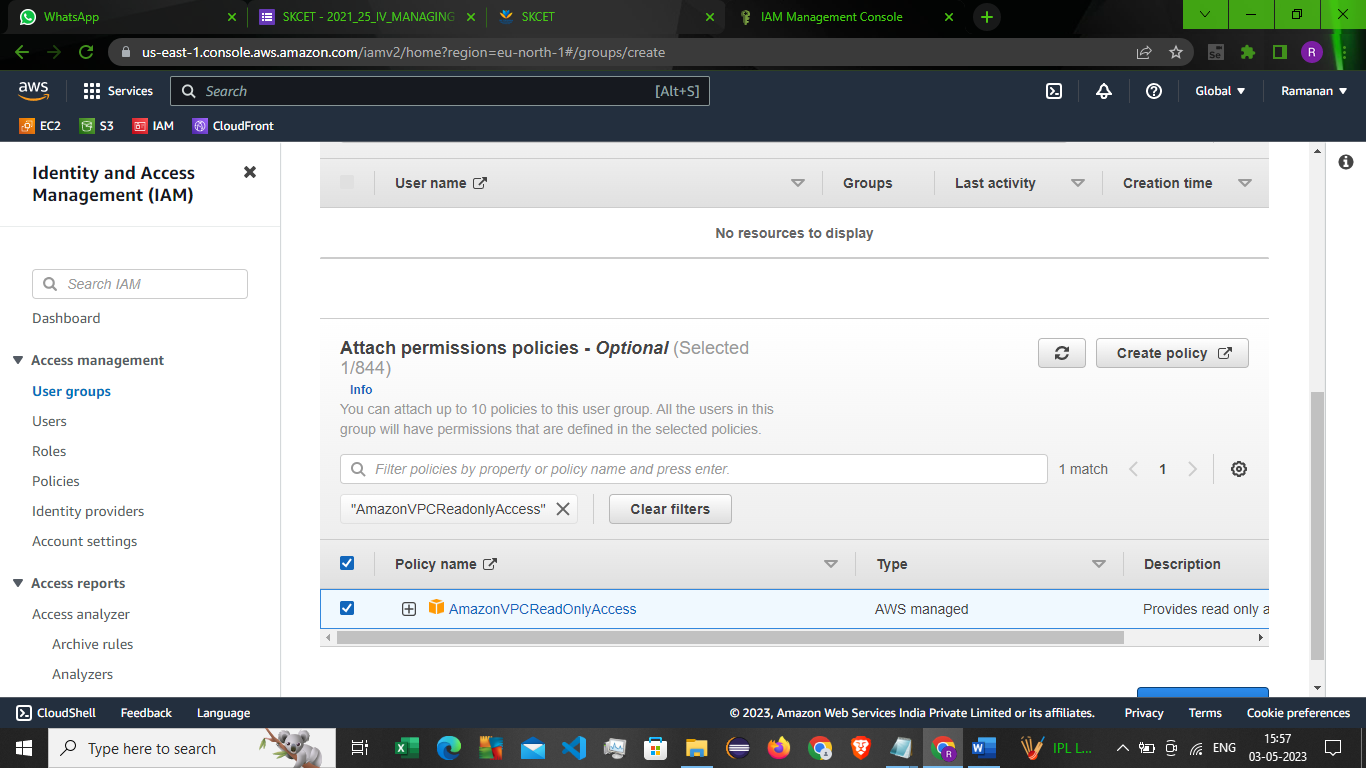 WhatsApp
SKCET - 2021_25_IV_MANAGING
SKCET
IAM Management Console
us-east-1.console.aws.amazon.com/iamv2/home?region=eu-north-1#/groups/create
R
aws
Services
Search
[Alt+S]
Global
Ramanan
EC2
S3
IAM
CloudFront
Identity and Access
Management (IAM)
Search IAM
Dashboard
Access management
User groups
Users
Roles
Policies
Identity providers
Account settings
Access reports
Access analyzer
Archive rules
Analyzers
User name
Groups
Last activity
Creation time
No resources to display
Attach permissions policies - Optional (Selected
1/844)
Info
You can attach up to 10 policies to this user group. All the users in this
group will have permissions that are defined in the selected policies.
Create policy
Filter policies by property or policy name and press enter.
1 match
1
"AmazonVPCReadonlyAccess"
Clear filters
Policy name
Type
Description
AmazonVPCReadOnlyAccess
AWS managed
Provides read only a
CloudShell
Feedback
Language
© 2023, Amazon Web Services India Private Limited or its affiliates.
Privacy
Terms
Cookie preferences
Type here to search
IPL L...
ENG
15:57
03-05-2023